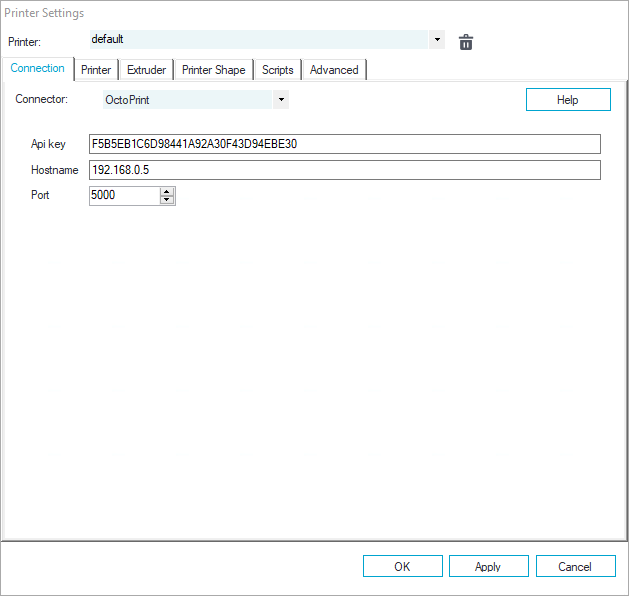 Printer Settings
Printer: default
Connection Printer Extruder Printer Shape Scripts Advanced
Connector: OctoPrint Help
Api key F5B5EB1C6D98441A92A30F43D94EBE30
Hostname 192.168.0.5
Port 5000
OK Apply Cancel